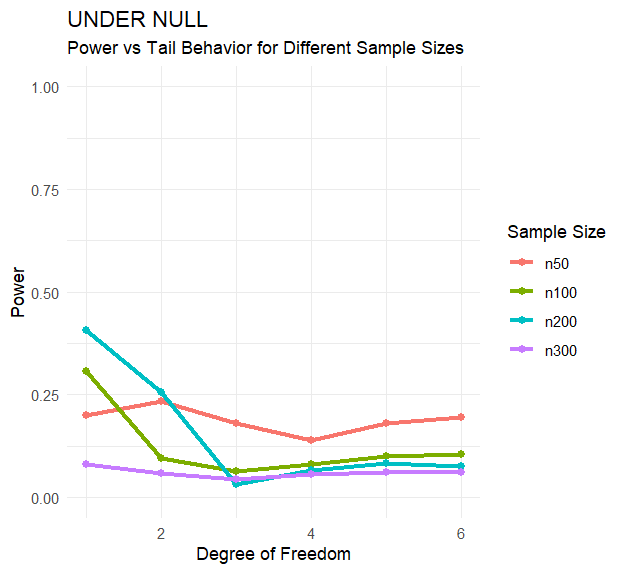 UNDER NULL
Power vs Tail Behavior for Different Sample Sizes
1.00
0.75
0.50
0.25
0.00
Power
2
4
6
Degree of Freedom
Sample Size
n50
n100
n200
n300